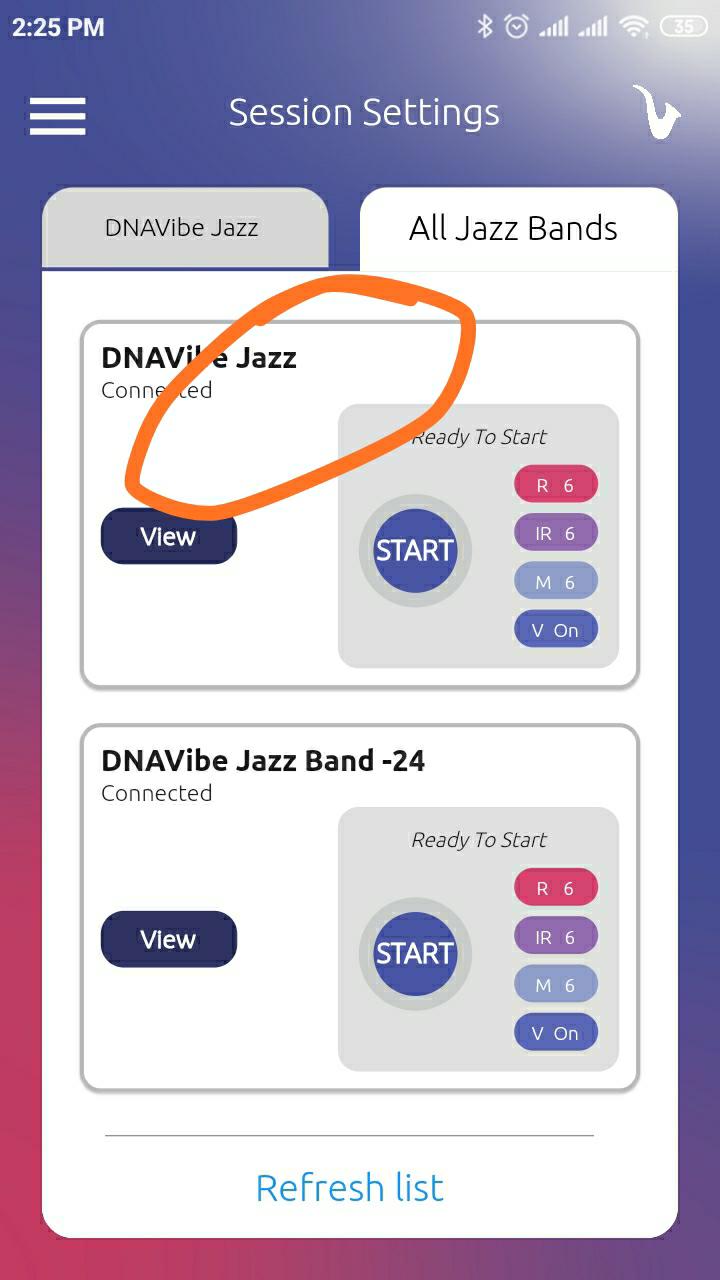 2:25 PM
35
Session Settings
DNAVibe Jazz
All Jazz Bands
DNAVibe Jazz
Connected
Ready To Start
R 6
IR 6
View
START
M 6
V On
DNAVibe Jazz Band -24
Connected
Ready To Start
R 6
IR 6
View
START
M 6
V On
Refresh list